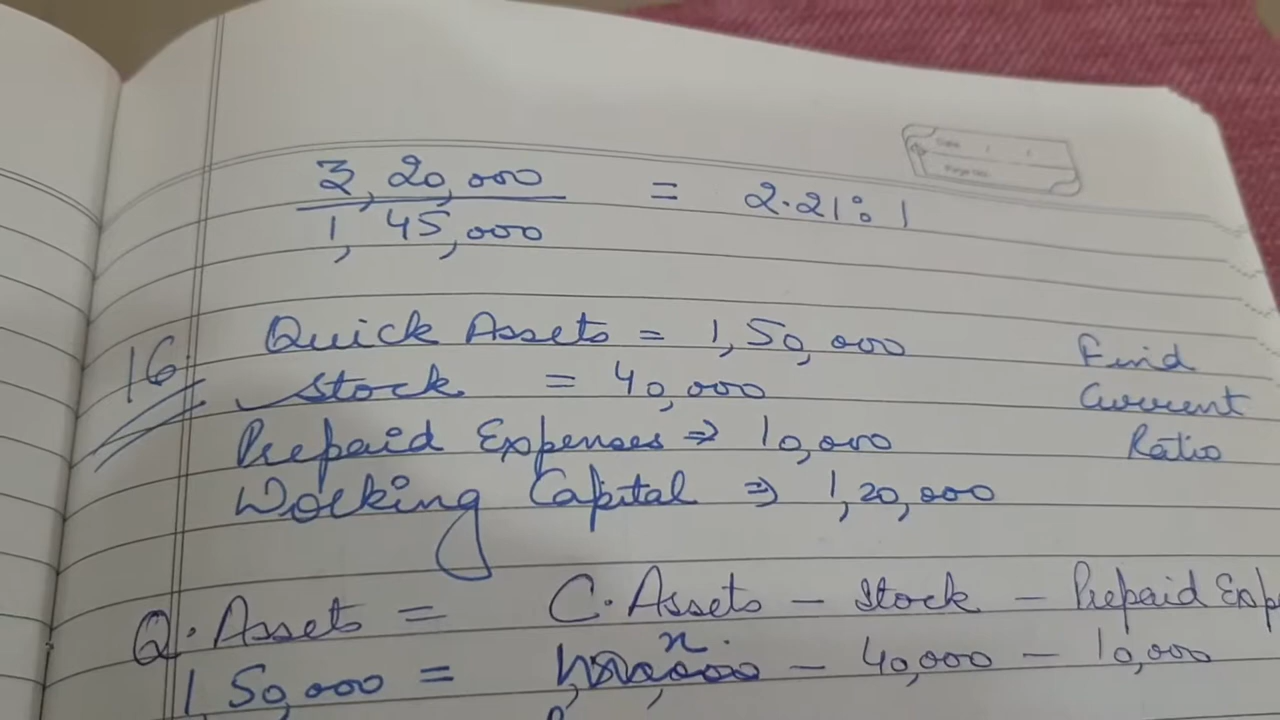 3,20,000 = 2.21:1
1,45,000
16. Quick Assets = 1,50,000 Find
Stock = 40,000 Current
Prepaid Expenses ⇒ 10,000 Ratio
Working Capital ⇒ 1,20,000
Q. Assets = C. Assets - Stock - Prepaid Exp
x
1,50,000 = - 40,000 - 10,000